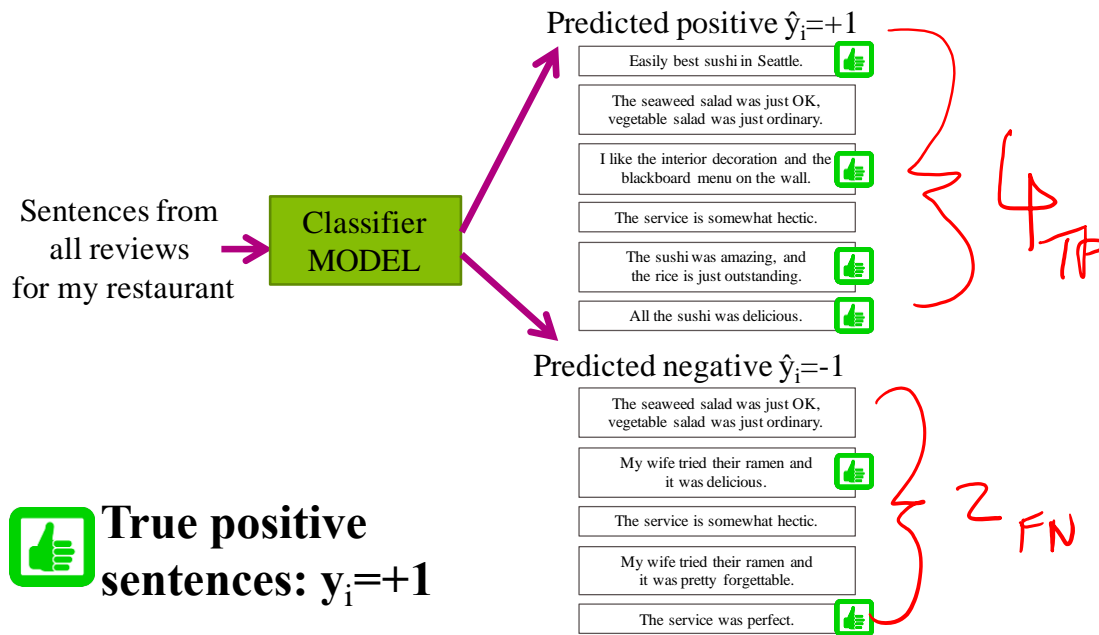 Predicted positive ŷi=+1
Easily best sushi in Seattle.
The seaweed salad was just OK,
vegetable salad was just ordinary.
I like the interior decoration and the
blackboard menu on the wall.
The service is somewhat hectic.
The sushi was amazing, and
the rice is just outstanding.
All the sushi was delicious.
4 TP
Sentences from
all reviews
for my restaurant
Classifier
MODEL
Predicted negative ŷi=-1
The seaweed salad was just OK,
vegetable salad was just ordinary.
My wife tried their ramen and
it was delicious.
The service is somewhat hectic.
My wife tried their ramen and
it was pretty forgettable.
The service was perfect.
2 FN
True positive
sentences: yi=+1